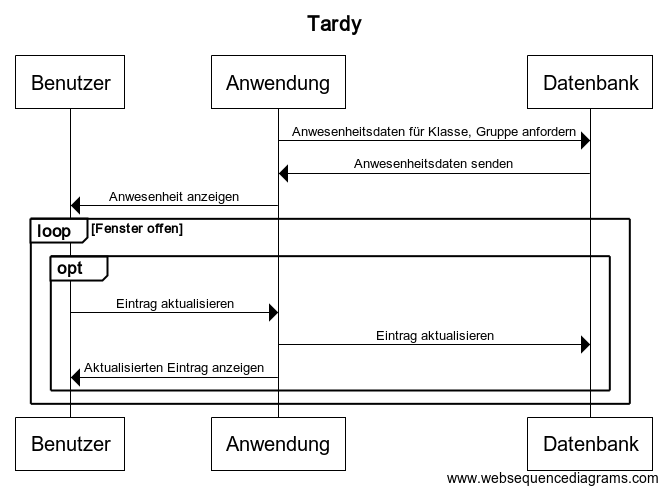 Tardy
Benutzer
Anwendung
Datenbank
Anwesenheitsdaten für Klasse, Gruppe anfordern
Anwesenheitsdaten senden
Anwesenheit anzeigen
loop
[Fenster offen]
opt
Eintrag aktualisieren
Eintrag aktualisieren
Aktualisierten Eintrag anzeigen
Benutzer
Anwendung
Datenbank
www.websequencediagrams.com